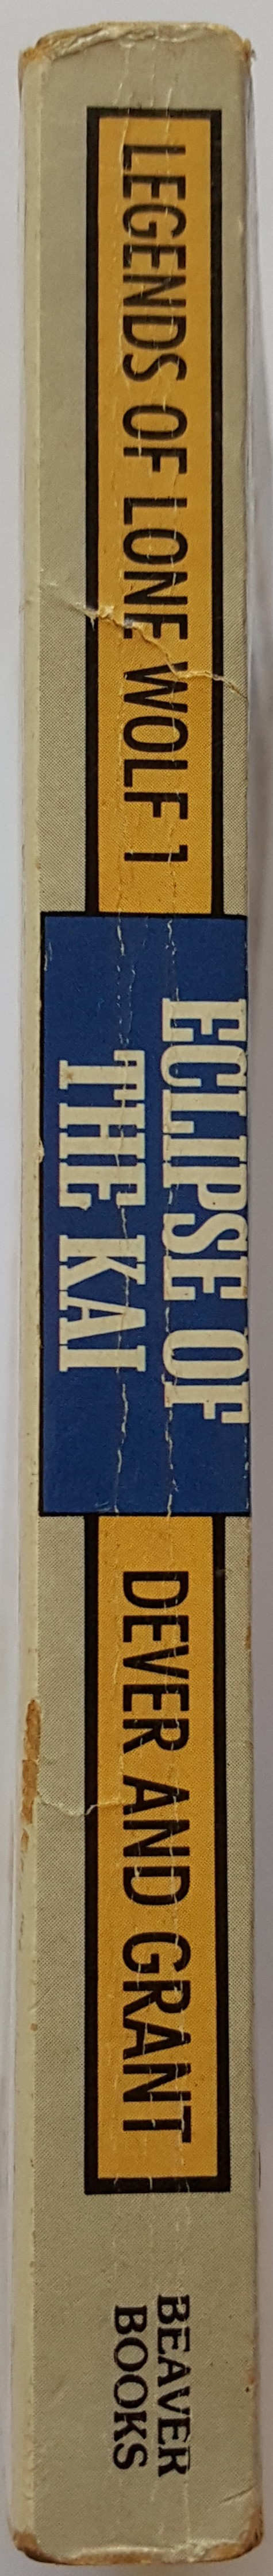 LEGENDS OF LONE WOLF 1
ECLIPSE OF
THE KAI
DEVER AND GRANT
BEAVER
BOOKS